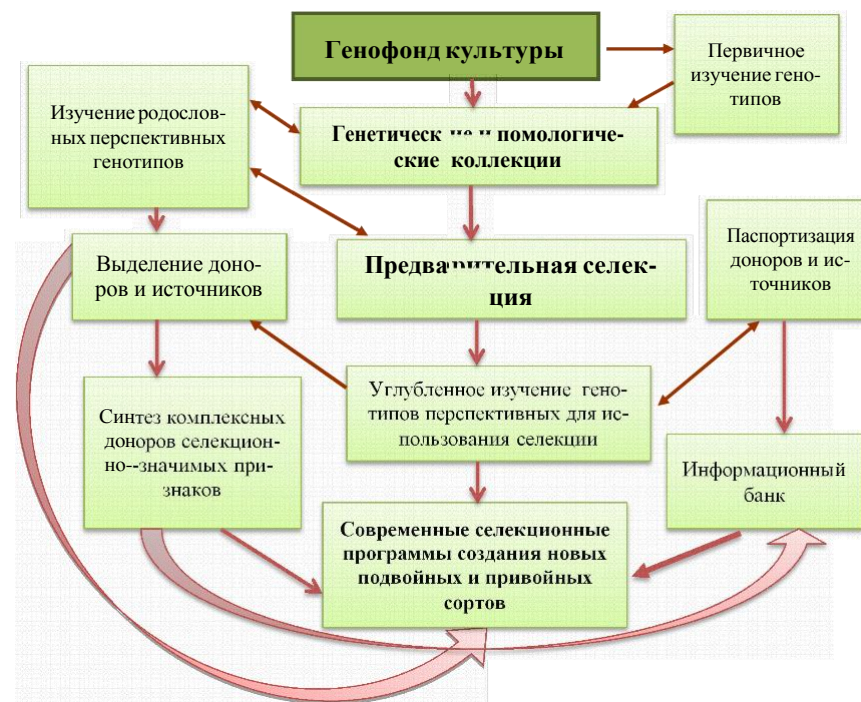 Генофонд культуры
Первичное
изучение гено-
типов
Изучение родослов-
ных перспективных
генотипов
помологиче-
ские коллекции
Выделение доно-
ров и источников
Предварительная селек-
ция
Паспортизация
доноров и ис-
точников
Синтез комплексных
доноров селекцион-
но--значимых при-
знаков
Углубленное изучение гено-
типов перспективных для ис-
пользования селекции
Информационный
банк
Современные селекционные
программы создания новых
подвойных и привойных
сортов